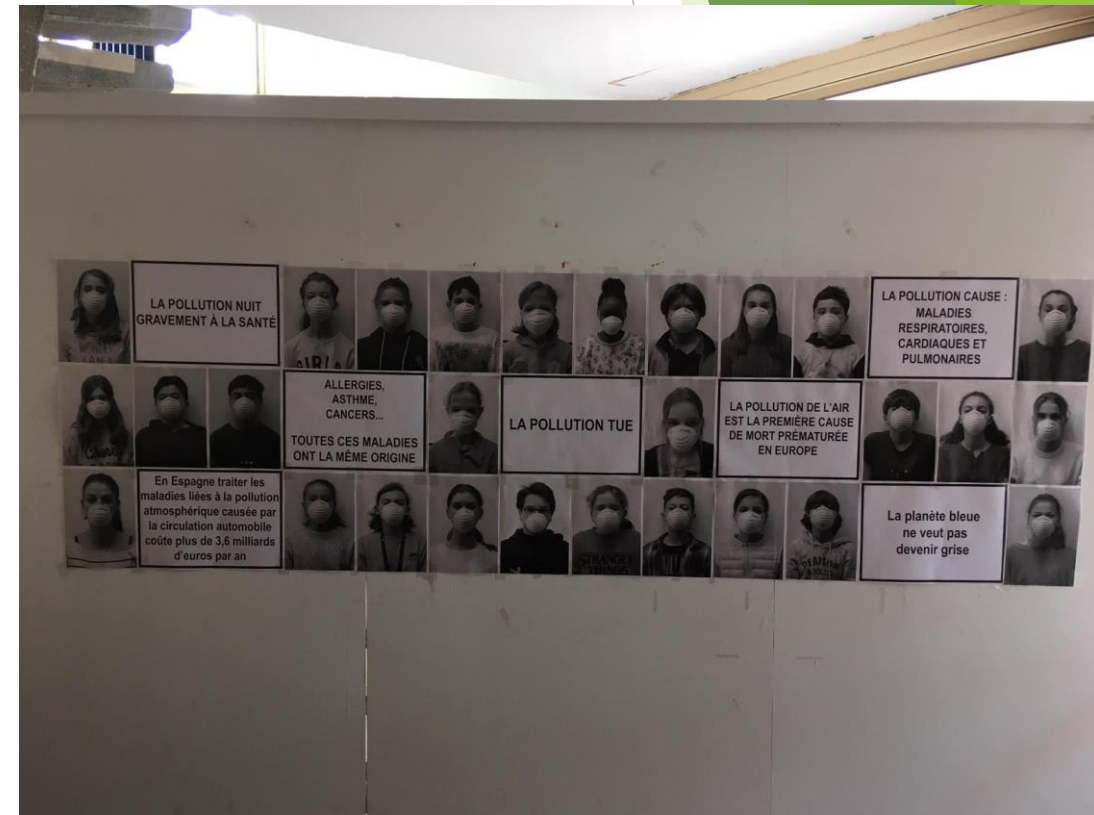 LA POLLUTION NUIT
GRAVEMENT À LA SANTÉ
LA POLLUTION CAUSE :
MALADIES
RESPIRATOIRES,
CARDIAQUES ET
PULMONAIRES
ALLERGIES,
ASTHME,
CANCERS...
TOUTES CES MALADIES
ONT LA MÊME ORIGINE
LA POLLUTION TUE
LA POLLUTION DE L'AIR
EST LA PREMIÈRE CAUSE
DE MORT PRÉMATURÉE
EN EUROPE
En Espagne traiter les
maladies liées à la pollution
atmosphérique causée par
la circulation automobile
coûte plus de 3,6 milliards
d'euros par an
STRANGER
THINGS
La planète bleue
ne veut pas
devenir grise